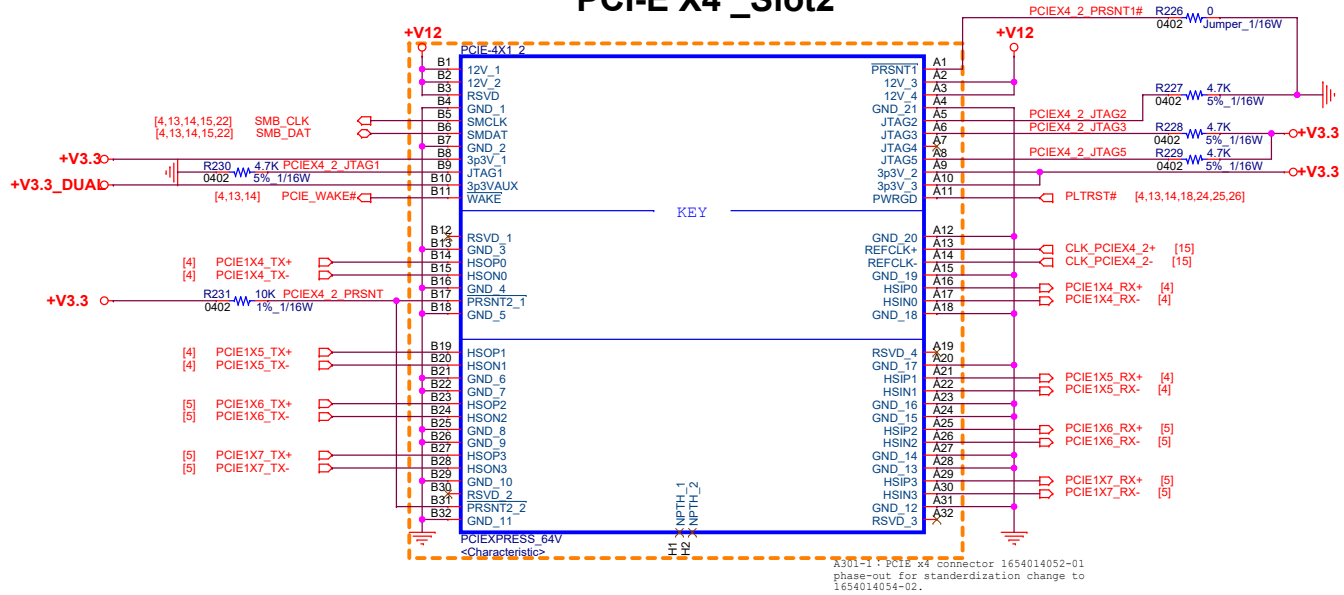 PCI-E X4 _Slot2
PCIEX4_2_PRSNT1# R226 0
0402 Jumper_1/16W
+V12 +V12
PCIE-4X1_2
B1 12V_1 PRSNT1 A1
B2 12V_2 12V_3 A2
B3 RSVD 12V_4 A3
B4 GND_1 GND_21 A4
R227 4.7K
0402 5%_1/16W
[4,13,14,15,22] SMB_CLK B5 SMCLK JTAG2 A5 PCIEX4_2_JTAG2
[4,13,14,15,22] SMB_DAT B6 SMDAT JTAG3 A6 PCIEX4_2_JTAG3 R228 4.7K +V3.3
0402 5%_1/16W
B7 GND_2 JTAG4 A7
+V3.3 B8 3p3V_1 JTAG5 A8 PCIEX4_2_JTAG5 R229 4.7K
0402 5%_1/16W
R230 4.7K PCIEX4_2_JTAG1 B9 JTAG1 3p3V_2 A9 +V3.3
0402 5%_1/16W
+V3.3_DUAL B10 3p3VAUX 3p3V_3 A10
[4,13,14] PCIE_WAKE# B11 WAKE PWRGD A11 PLTRST# [4,13,14,18,24,25,26]
KEY
B12 RSVD_1 GND_20 A12
B13 GND_3 REFCLK+ A13 CLK_PCIEX4_2+ [15]
[4] PCIE1X4_TX+ B14 HSOP0 REFCLK- A14 CLK_PCIEX4_2- [15]
[4] PCIE1X4_TX- B15 HSON0 GND_19 A15
B16 GND_4 HSIP0 A16 PCIE1X4_RX+ [4]
+V3.3 R231 10K PCIEX4_2_PRSNT B17 PRSNT2_1 HSIN0 A17 PCIE1X4_RX- [4]
0402 1%_1/16W
B18 GND_5 GND_18 A18
[4] PCIE1X5_TX+ B19 HSOP1 RSVD_4 A19
[4] PCIE1X5_TX- B20 HSON1 GND_17 A20
B21 GND_6 HSIP1 A21 PCIE1X5_RX+ [4]
B22 GND_7 HSIN1 A22 PCIE1X5_RX- [4]
[5] PCIE1X6_TX+ B23 HSOP2 GND_16 A23
[5] PCIE1X6_TX- B24 HSON2 GND_15 A24
B25 GND_8 HSIP2 A25 PCIE1X6_RX+ [5]
B26 GND_9 HSIN2 A26 PCIE1X6_RX- [5]
[5] PCIE1X7_TX+ B27 HSOP3 GND_14 A27
[5] PCIE1X7_TX- B28 HSON3 GND_13 A28
B29 GND_10 HSIP3 A29 PCIE1X7_RX+ [5]
B30 RSVD_2 HSIN3 A30 PCIE1X7_RX- [5]
B31 PRSNT2_2 GND_12 A31
B32 GND_11 RSVD_3 A32
NPTH_1
NPTH_2
H1
H2
PCIEXPRESS_64V
<Characteristic>
A301-1 : PCIE x4 connector 1654014052-01
phase-out for standerdization change to
1654014054-02.